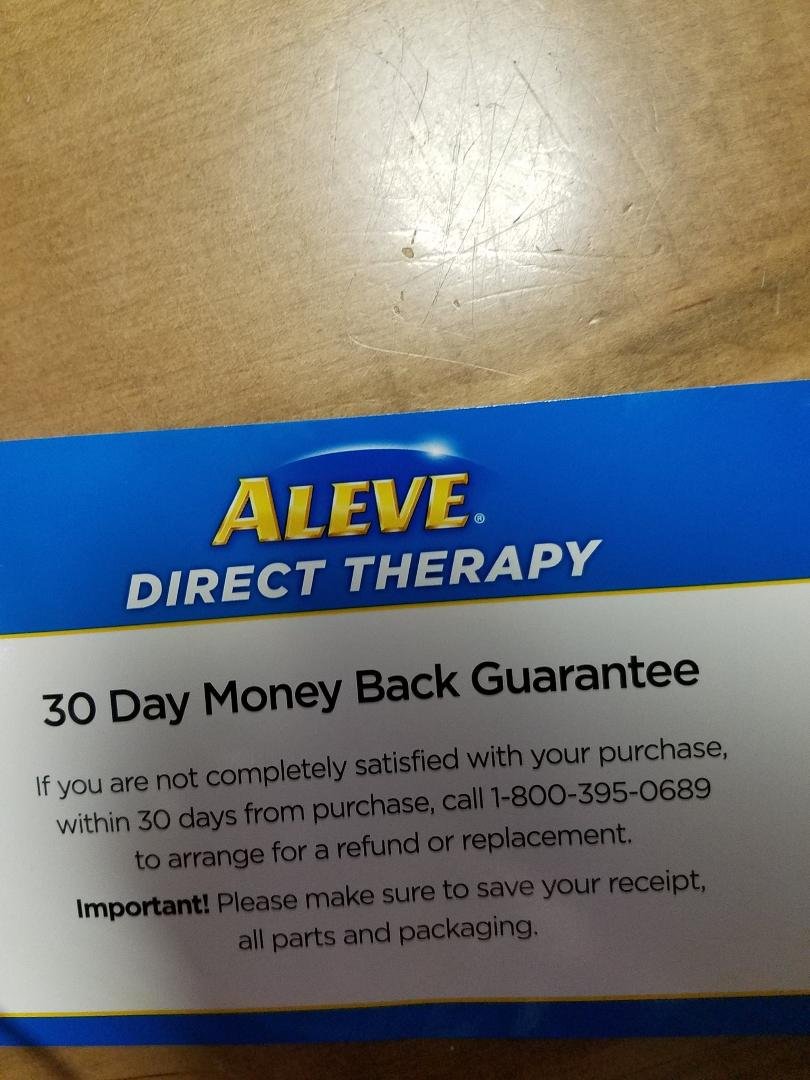 ALEVE®
DIRECT THERAPY
30 Day Money Back Guarantee
If you are not completely satisfied with your purchase,
within 30 days from purchase, call 1-800-395-0689
to arrange for a refund or replacement.
Important! Please make sure to save your receipt,
all parts and packaging.